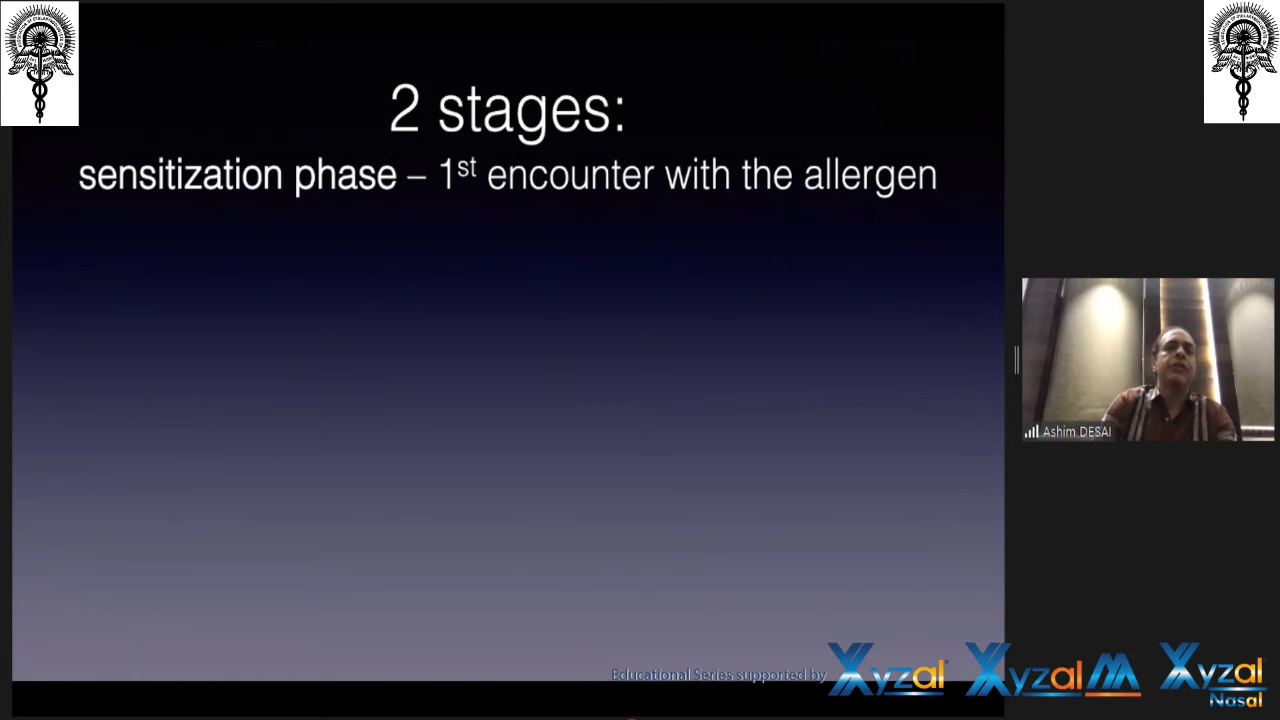 2 stages:
sensitization phase – 1st encounter with the allergen
Ashim DESAI
Educational Series supported by
Xyzal
Xyzal M
Xyzal
Nasal